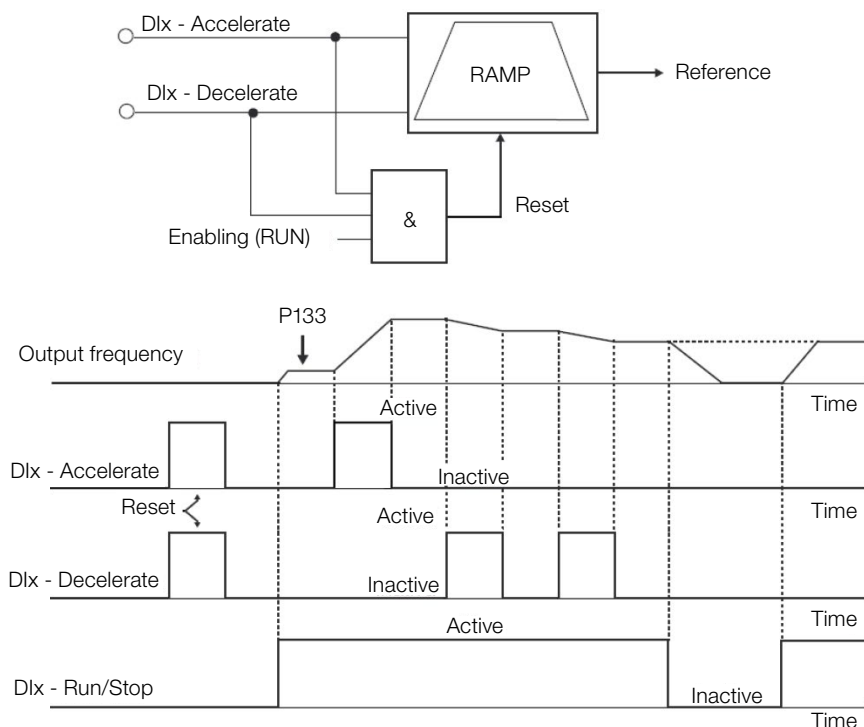 DIx - Accelerate
RAMP
Reference
DIx - Decelerate
&
Reset
Enabling (RUN)
P133
Output frequency
Active
Time
DIx - Accelerate
Inactive
Reset
Active
Time
DIx - Decelerate
Inactive
Time
Active
DIx - Run/Stop
Inactive
Time